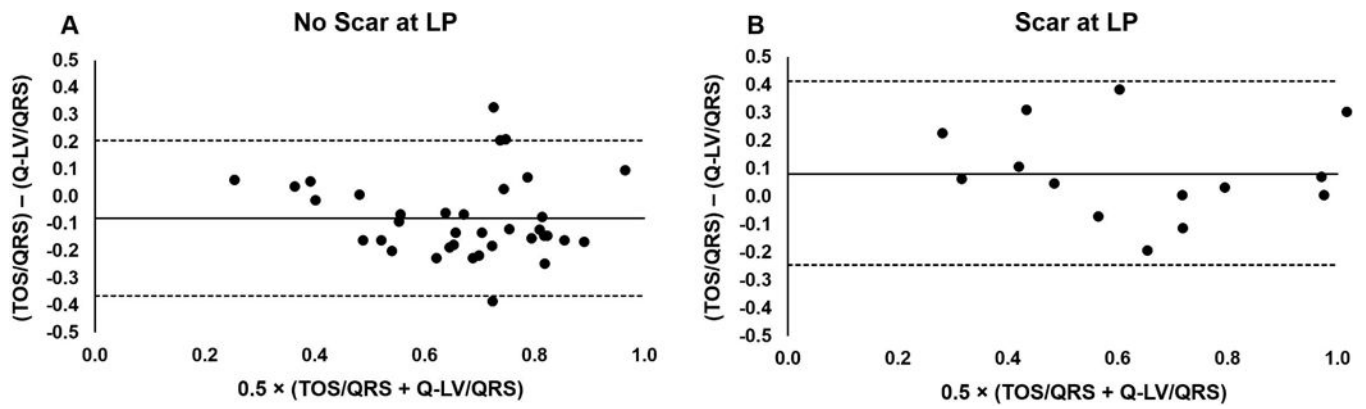 A
No Scar at LP
(TOS/QRS) – (Q-LV/QRS)
0.5
0.4
0.3
0.2
0.1
0.0
-0.1
-0.2
-0.3
-0.4
-0.5
0.0 0.2 0.4 0.6 0.8 1.0
0.5 × (TOS/QRS + Q-LV/QRS)
B
Scar at LP
(TOS/QRS) – (Q-LV/QRS)
0.5
0.4
0.3
0.2
0.1
0.0
-0.1
-0.2
-0.3
-0.4
-0.5
0.0 0.2 0.4 0.6 0.8 1.0
0.5 × (TOS/QRS + Q-LV/QRS)